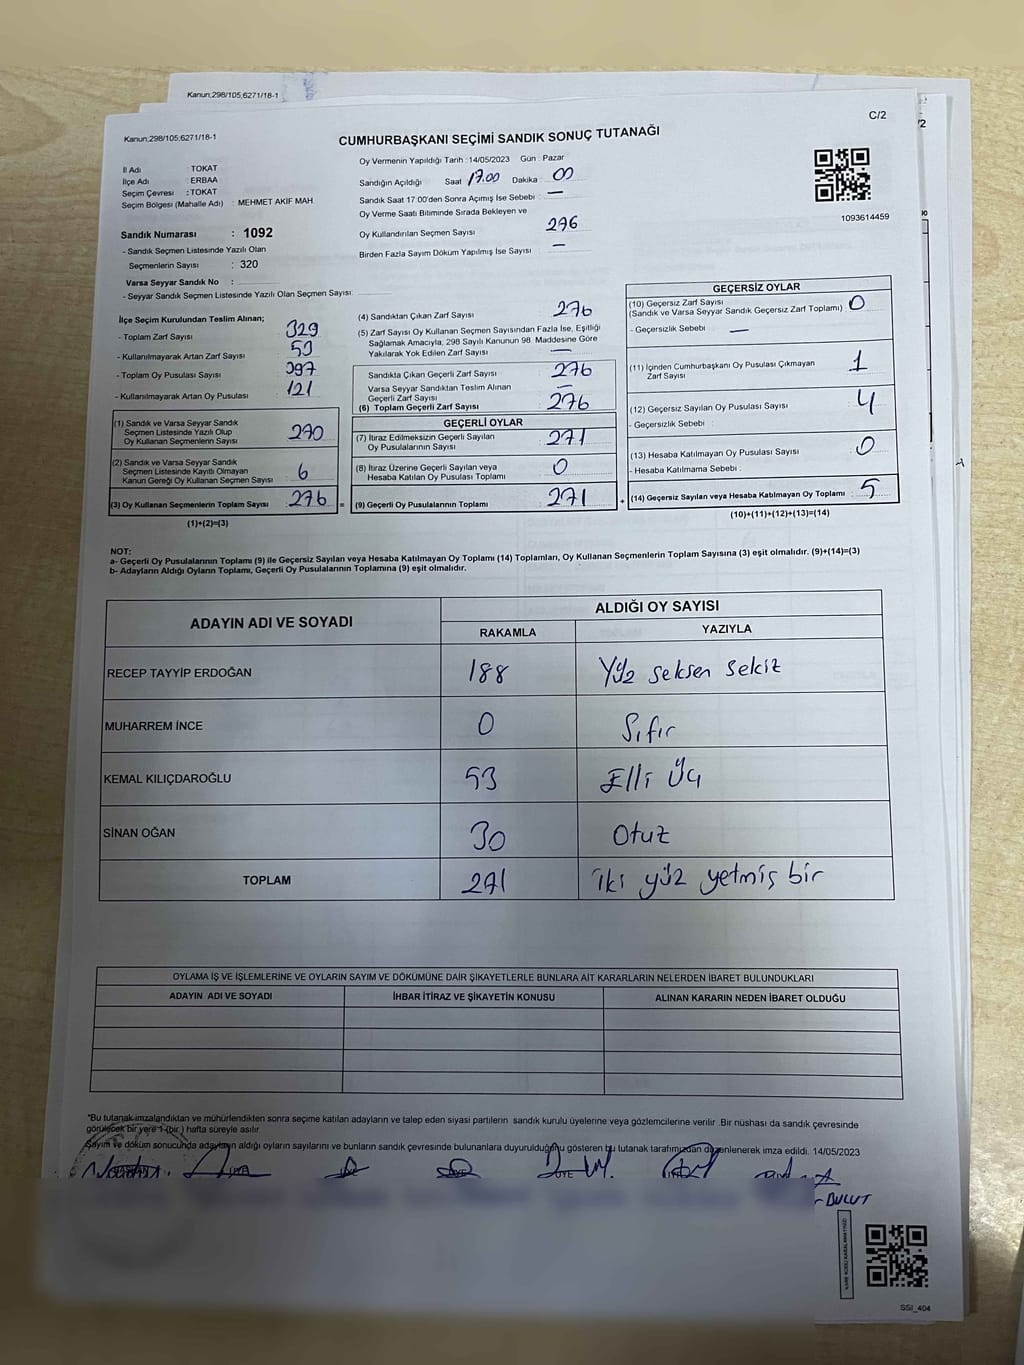 Kanun;298/105;6271/18-1
Kanun;298/105;6271/18-1
C/2
CUMHURBAŞKANI SEÇİMİ SANDIK SONUÇ TUTANAĞI
İl Adı : TOKAT
İlçe Adı : ERBAA
Seçim Çevresi : TOKAT
Seçim Bölgesi (Mahalle Adı) : MEHMET AKİF MAH
Sandık Numarası : 1092
- Sandık Seçmen Listesinde Yazılı Olan
Seçmenlerin Sayısı : 320
Varsa Seyyar Sandık No :
- Seyyar Sandık Seçmen Listesinde Yazılı Olan Seçmen Sayısı:
Oy Vermenin Yapıldığı Tarih : 14/05/2023 Gün : Pazar
Sandığın Açıldığı Saat 17.00 Dakika : 00
Sandık Saat 17:00'den Sonra Açımış İse Sebebi : —
Oy Verme Saati Bitiminde Sırada Bekleyen ve
Oy Kullandırılan Seçmen Sayısı 276
Birden Fazla Sayım Döküm Yapılmış İse Sayısı : —
1093614459
İlçe Seçim Kurulundan Teslim Alınan;
- Toplam Zarf Sayısı : 329
- Kullanılmayarak Artan Zarf Sayısı : 53
- Toplam Oy Pusulası Sayısı : 397
- Kullanılmayarak Artan Oy Pusulası : 121
(1) Sandık ve Varsa Seyyar Sandık
Seçmen Listesinde Yazılı Olup
Oy Kullanan Seçmenlerin Sayısı : 270
(2) Sandık ve Varsa Seyyar Sandık
Seçmen Listesinde Kayıtlı Olmayan
Kanun Gereği Oy Kullanan Seçmen Sayısı : 6
(3) Oy Kullanan Seçmenlerin Toplam Sayısı : 276 =
(1)+(2)=(3)
(4) Sandıktan Çıkan Zarf Sayısı : 276
(5) Zarf Sayısı Oy Kullanan Seçmen Sayısından Fazla İse, Eşitliği
Sağlamak Amacıyla; 298 Sayılı Kanunun 98. Maddesine Göre
Yakılarak Yok Edilen Zarf Sayısı : —
Sandıkta Çıkan Geçerli Zarf Sayısı : 276
Varsa Seyyar Sandıktan Teslim Alınan
Geçerli Zarf Sayısı : —
(6) Toplam Geçerli Zarf Sayısı : 276
GEÇERLİ OYLAR
(7) İtiraz Edilmeksizin Geçerli Sayılan
Oy Pusulalarının Sayısı : 271
(8) İtiraz Üzerine Geçerli Sayılan veya
Hesaba Katılan Oy Pusulası Toplamı : 0
(9) Geçerli Oy Pusulalarının Toplamı : 271 +
GEÇERSİZ OYLAR
(10) Geçersiz Zarf Sayısı
(Sandık ve Varsa Seyyar Sandık Geçersiz Zarf Toplamı) : 0
- Geçersizlik Sebebi : —
(11) İçinden Cumhurbaşkanı Oy Pusulası Çıkmayan
Zarf Sayısı : 1
(12) Geçersiz Sayılan Oy Pusulası Sayısı : 4
- Geçersizlik Sebebi :
(13) Hesaba Katılmayan Oy Pusulası Sayısı : 0
- Hesaba Katılmama Sebebi :
(14) Geçersiz Sayılan veya Hesaba Katılmayan Oy Toplamı : 5
(10)+(11)+(12)+(13)=(14)
NOT:
a- Geçerli Oy Pusulalarının Toplamı (9) ile Geçersiz Sayılan veya Hesaba Katılmayan Oy Toplamı (14) Toplamları, Oy Kullanan Seçmenlerin Toplam Sayısına (3) eşit olmalıdır. (9)+(14)=(3)
b- Adayların Aldığı Oyların Toplamı, Geçerli Oy Pusulalarının Toplamına (9) eşit olmalıdır.
ADAYIN ADI VE SOYADI ALDIĞI OY SAYISI
RAKAMLA YAZIYLA
RECEP TAYYİP ERDOĞAN 188 Yüz seksen sekiz
MUHARREM İNCE 0 Sıfır
KEMAL KILIÇDAROĞLU 53 Elli Üç
SİNAN OĞAN 30 Otuz
TOPLAM 271 iki yüz yetmiş bir
OYLAMA İŞ VE İŞLEMLERİNE VE OYLARIN SAYIM VE DÖKÜMÜNE DAİR ŞİKAYETLERLE BUNLARA AİT KARARLARIN NELERDEN İBARET BULUNDUKLARI
ADAYIN ADI VE SOYADI İHBAR İTİRAZ VE ŞİKAYETİN KONUSU ALINAN KARARIN NEDEN İBARET OLDUĞU
*Bu tutanak imzalandıktan ve mühürlendikten sonra seçime katılan adayların ve talep eden siyasi partilerin sandık kurulu üyelerine veya gözlemcilerine verilir .Bir nüshası da sandık çevresinde
görülecek bir yere 1 (bir) hafta süreyle asılır.
Sayım ve döküm sonucunda adayların aldığı oyların sayılarını ve bunların sandık çevresinde bulunanlara duyurulduğunu gösteren bu tutanak tarafımızdan düzenlenerek imza edildi. 14/05/2023
ÜYE
BULUT
SSİ_404